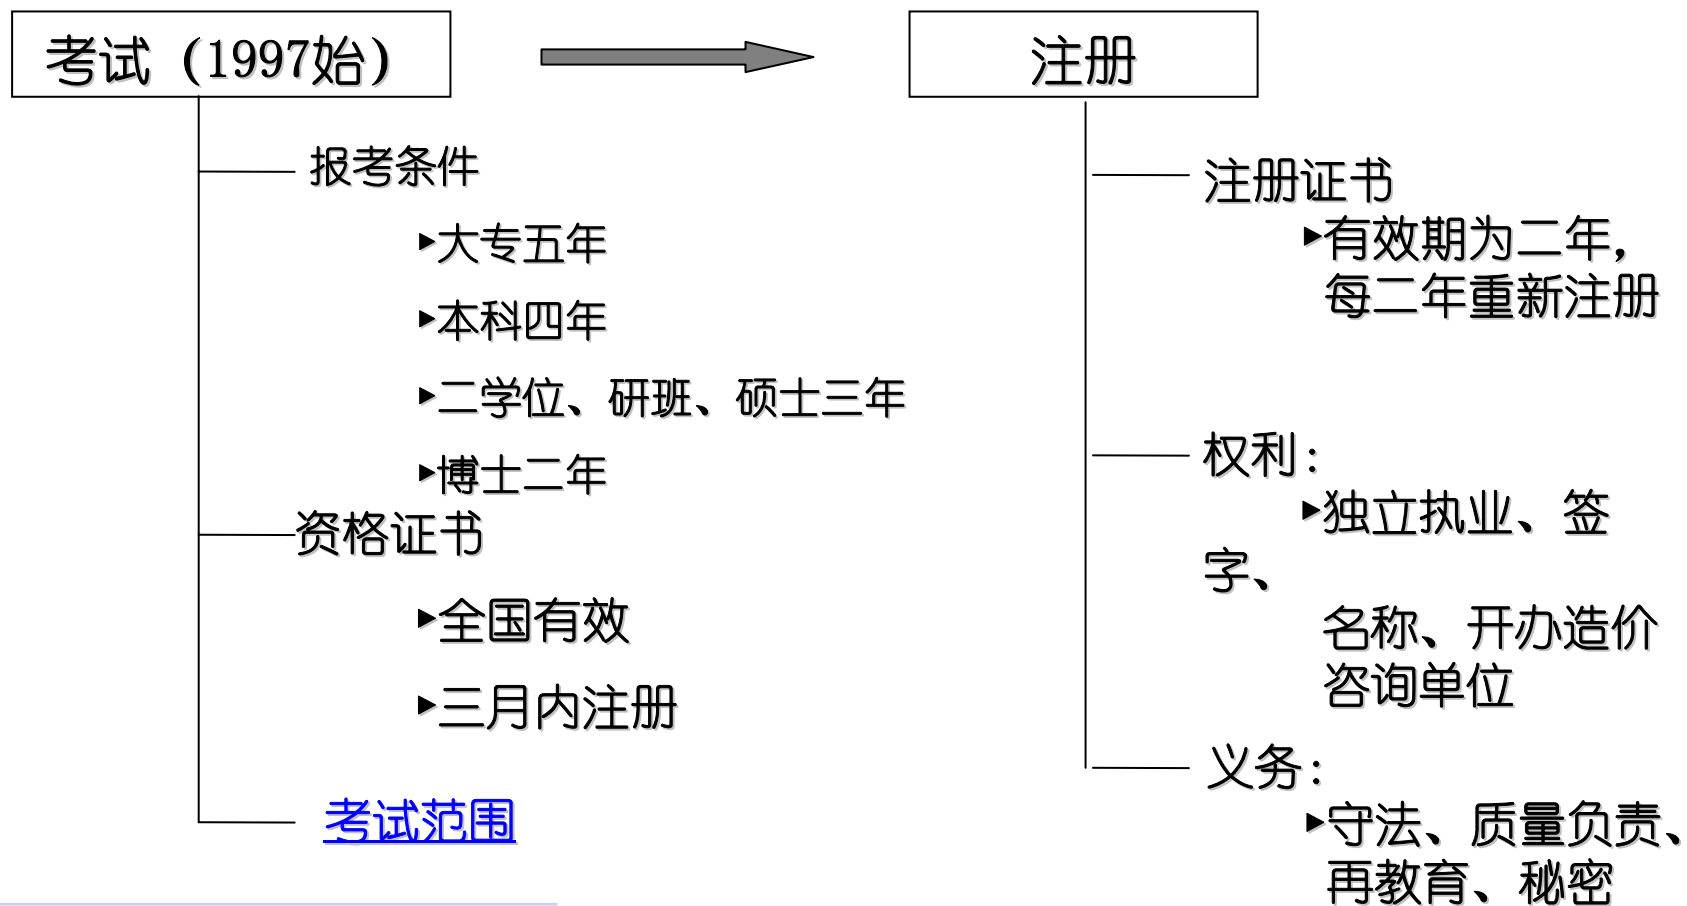 考试（1997始）
报考条件
▸大专五年
▸本科四年
▸二学位、研班、硕士三年
▸博士二年
资格证书
▸全国有效
▸三月内注册
考试范围
注册
注册证书
▸有效期为二年，
每二年重新注册
权利：
▸独立执业、签
字、
名称、开办造价
咨询单位
义务：
▸守法、质量负责、
再教育、秘密